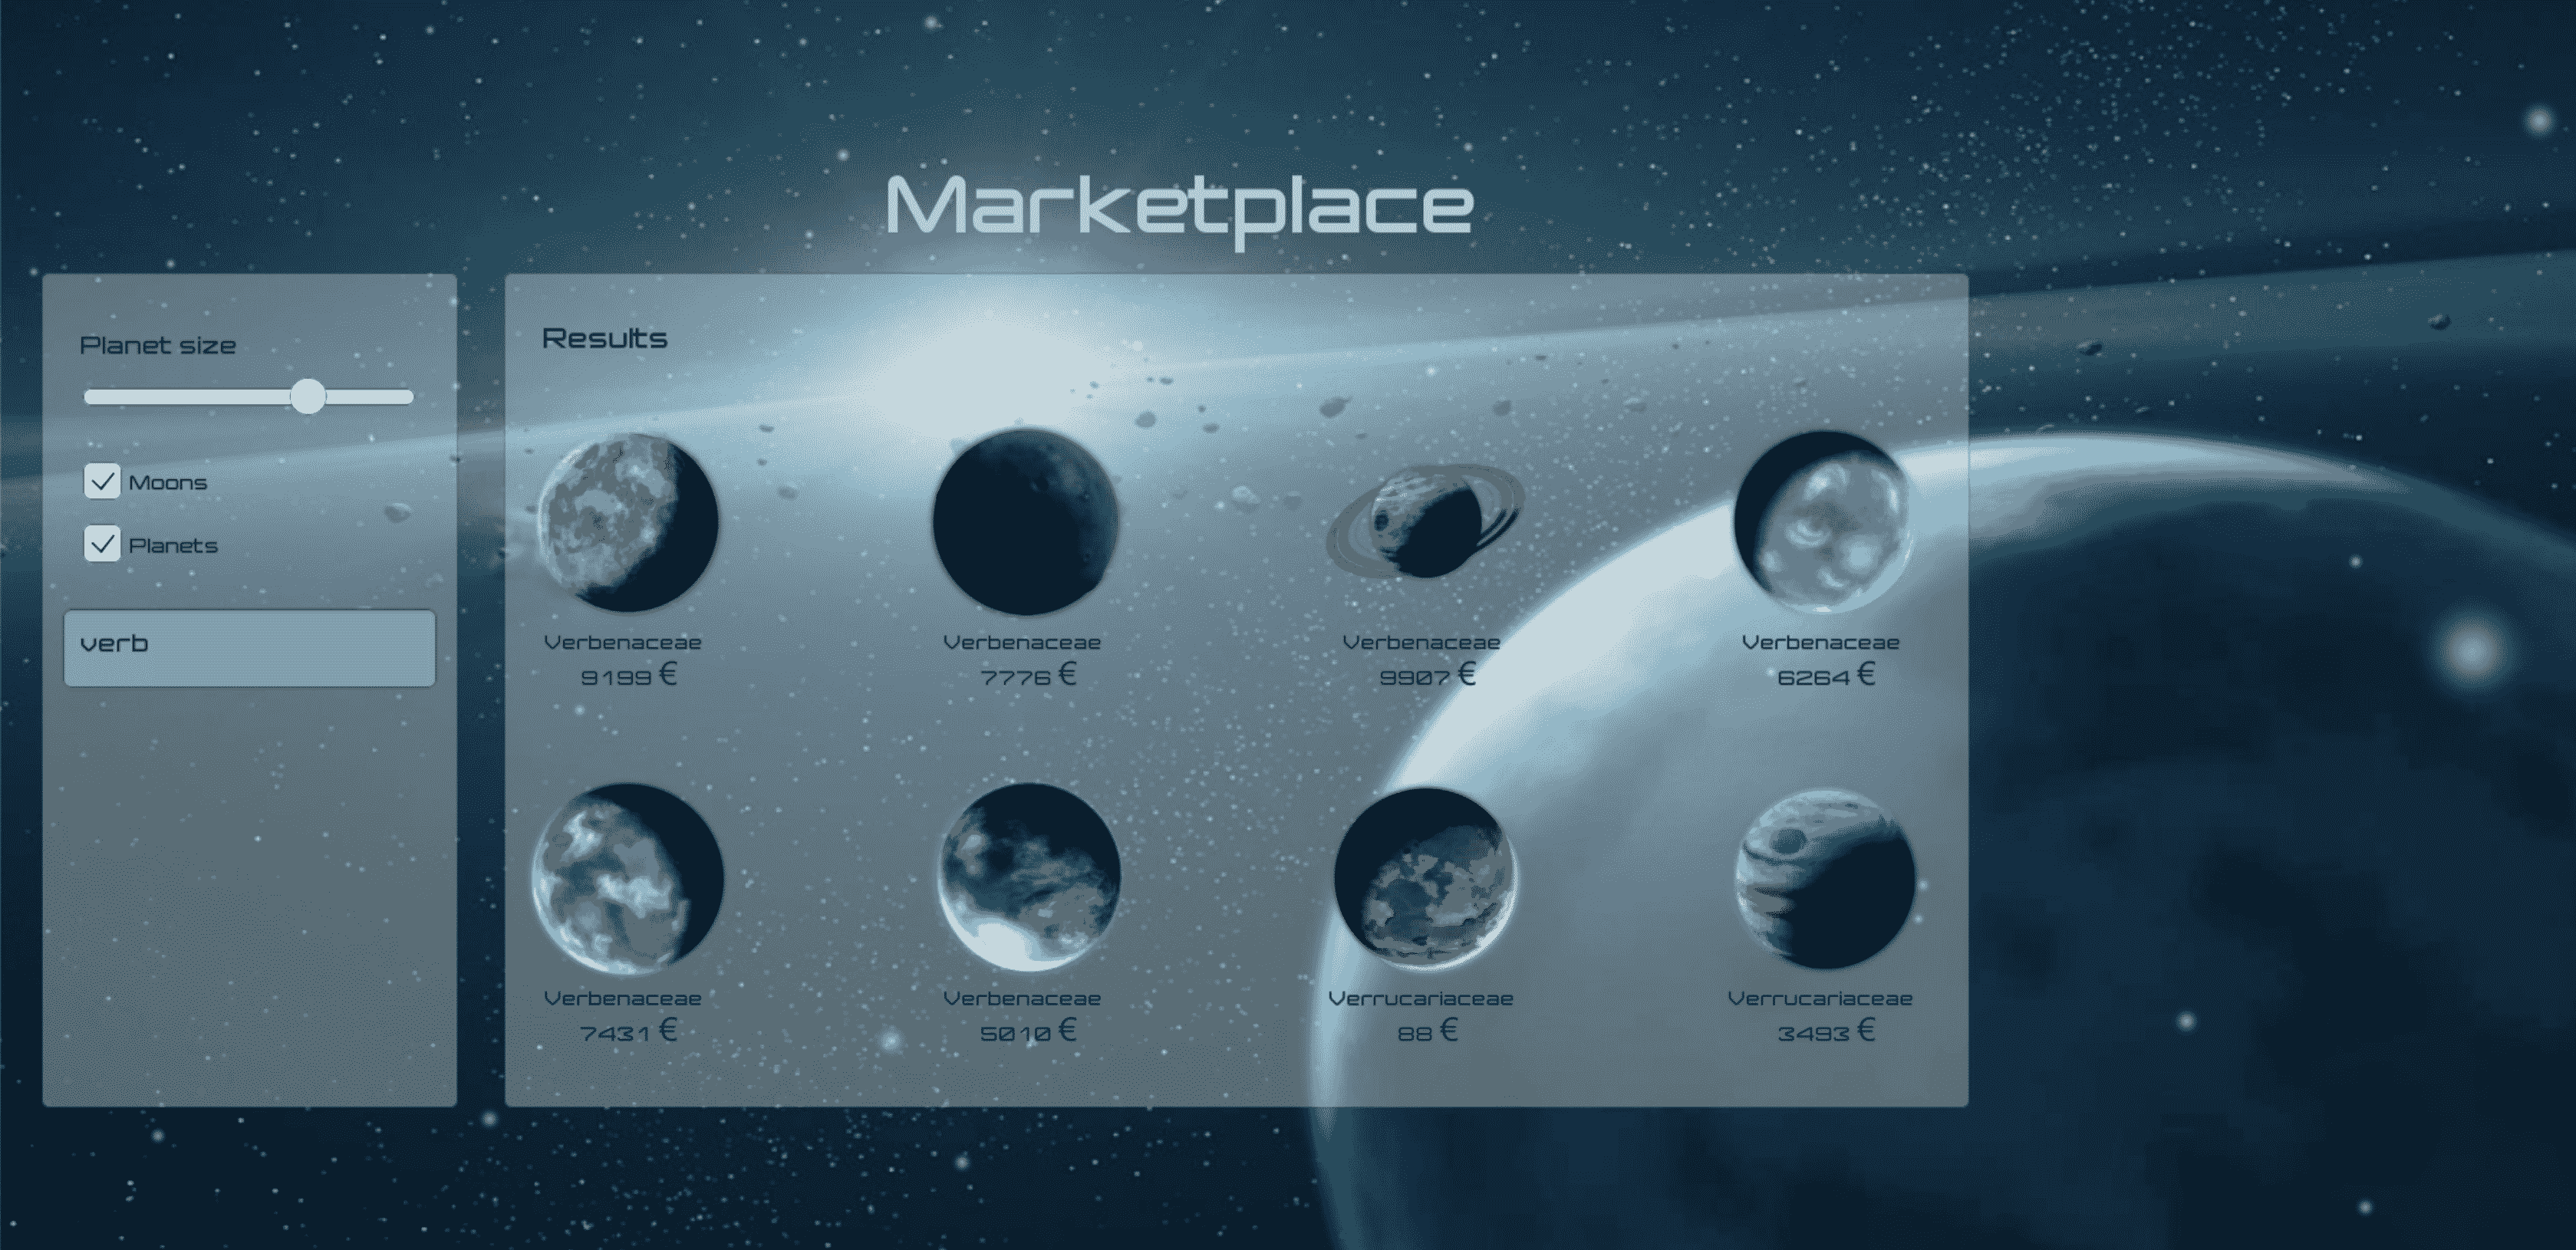 Marketplace
Planet size
Moons
Planets
verb
Results
Verbenaceae
9199 €
Verbenaceae
7776 €
Verbenaceae
9907 €
Verbenaceae
6264 €
Verbenaceae
7431 €
Verbenaceae
5010 €
Verrucariaceae
88 €
Verrucariaceae
3493 €